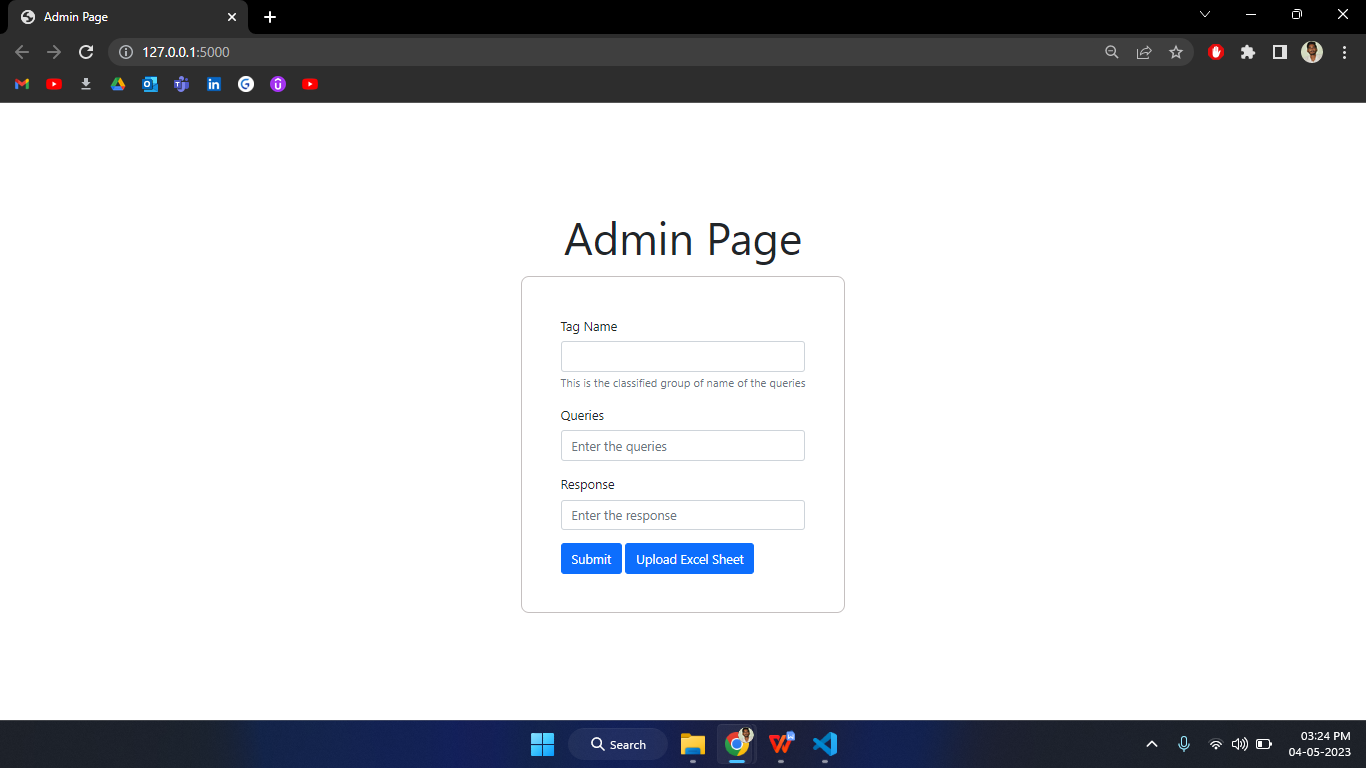 Admin Page
127.0.0.1:5000
Admin Page
Tag Name
This is the classified group of name of the queries
Queries
Enter the queries
Response
Enter the response
Submit Upload Excel Sheet
Search
03:24 PM
04-05-2023